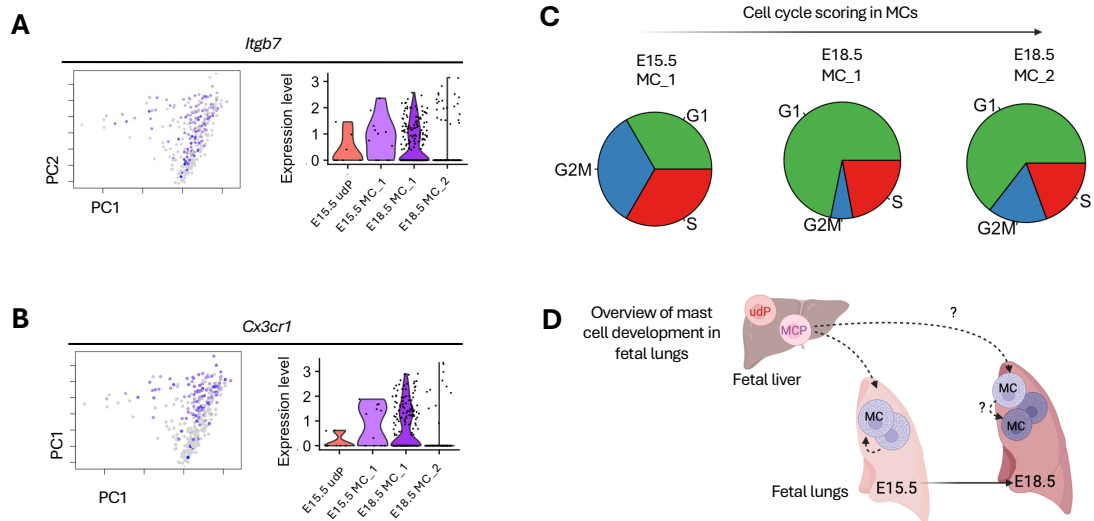 A
Itgb7
PC2
PC1
Expression level
3
2
1
0
E15.5 udP
E15.5 MC_1
E18.5 MC_1
E18.5 MC_2
B
Cx3cr1
PC1
PC1
Expression level
3
2
1
0
E15.5 udP
E15.5 MC_1
E18.5 MC_1
E18.5 MC_2
C
Cell cycle scoring in MCs
E15.5
MC_1
G1
G2M
S
E18.5
MC_1
G1
G2M
S
E18.5
MC_2
G1
G2M
S
D
Overview of mast
cell development in
fetal lungs
udP
MCP
Fetal liver
?
MC
E15.5
Fetal lungs
MC
?
MC
E18.5